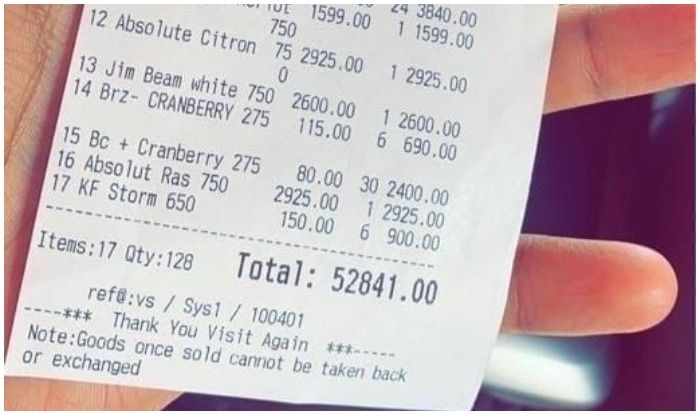 1599.00 24 3840.00
750 1 1599.00
12 Absolute Citron 75 2925.00 1 2925.00
0
13 Jim Beam white 750 2600.00 1 2600.00
14 Brz- CRANBERRY 275 115.00 6 690.00
15 Bc + Cranberry 275 80.00 30 2400.00
16 Absolut Ras 750 2925.00 1 2925.00
17 KF Storm 650 150.00 6 900.00
Items:17 Qty:128 Total: 52841.00
ref@:vs / Sys1 / 100401
----*** Thank You Visit Again ***-----
Note:Goods once sold cannot be taken back
or exchanged